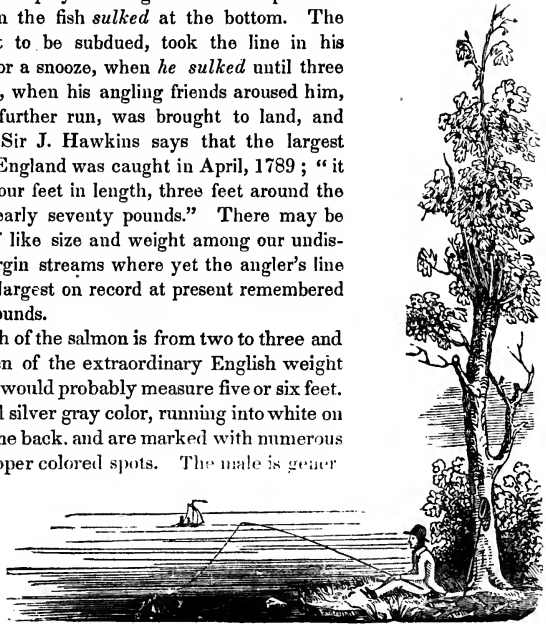 n the fish sulked at the bottom. The
t to be subdued, took the line in his
or a snooze, when he sulked until three
, when his angling friends aroused him,
further run, was brought to land, and
Sir J. Hawkins says that the largest
England was caught in April, 1789 ; “ it
our feet in length, three feet around the
early seventy pounds.” There may be
f like size and weight among our undis-
rgin streams where yet the angler's line
largest on record at present remembered
ounds.
h of the salmon is from two to three and
n of the extraordinary English weight
would probably measure five or six feet.
l silver gray color, running into white on
he back. and are marked with numerous
pper colored spots. The male is gener